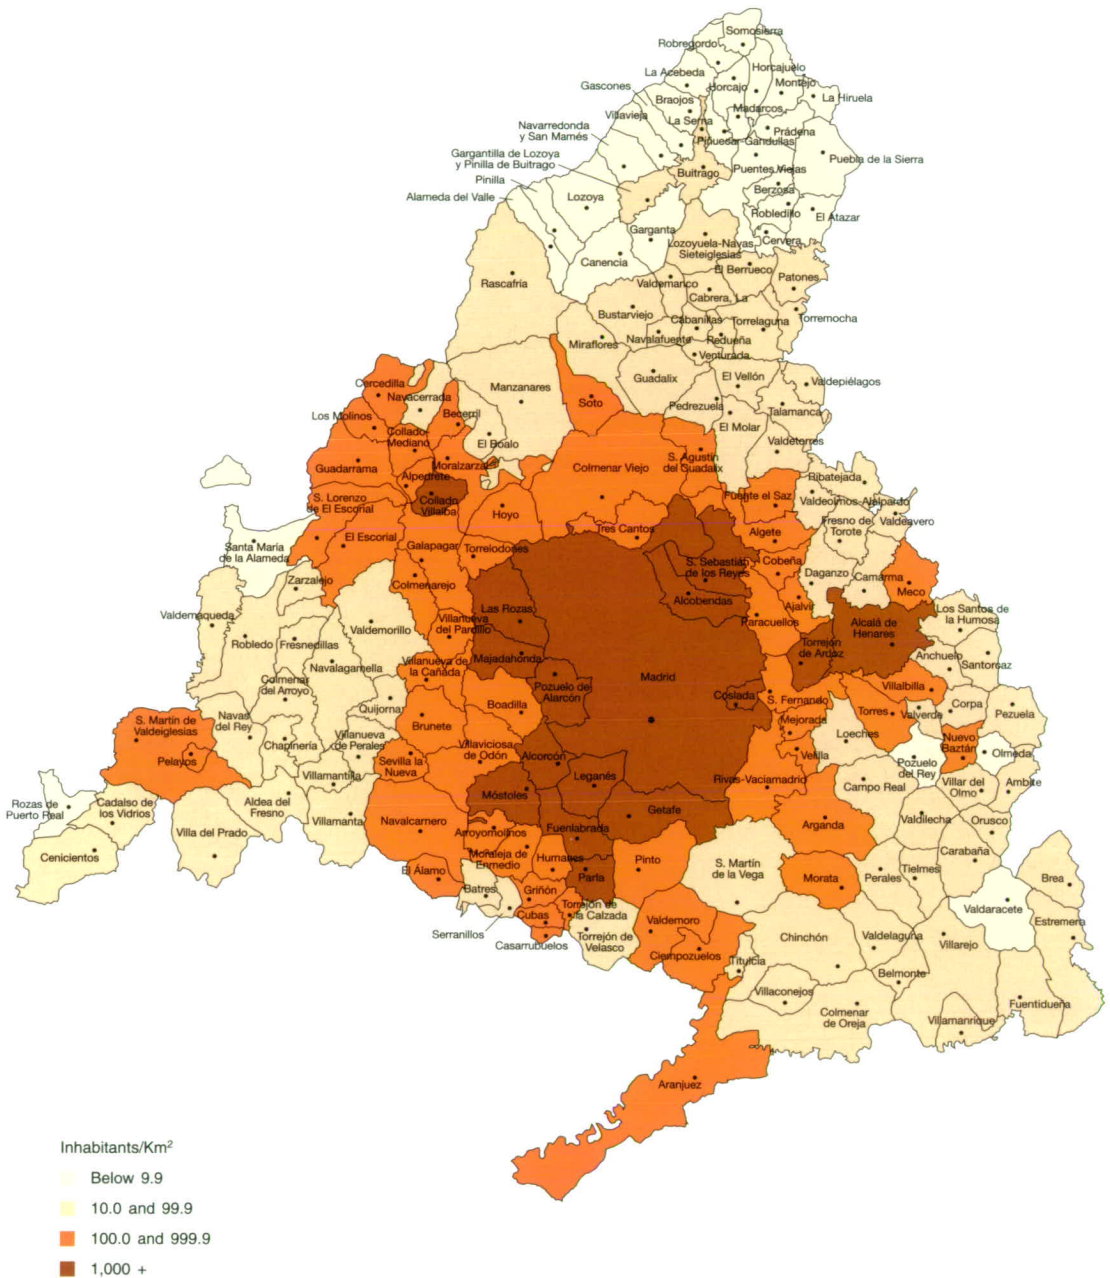 Somosierra
Robregordo
Horcajuelo
La Acebeda
Horcajo
Montejo
Gascones
La Hiruela
Braojos
Madarcos
Villavieja
La Serna
Prádena
Navarredonda
y San Mamés
Piñuecar-Gandullas
Gargantilla de Lozoya
y Pinilla de Buitrago
Puebla de la Sierra
Buitrago
Puentes Viejas
Pinilla
Berzosa
Alameda del Valle
Lozoya
Robledillo
El Atazar
Garganta
Cervera
Lozoyuela-Navas
Sieteiglesias
Canencia
El Berrueco
Rascafría
Valdemanco
Patones
Cabrera, La
Bustarviejo
Cabanillas
Torrelaguna
Torremocha
Miraflores
Navalafuente
Redueña
Venturada
Guadalix
El Vellón
Valdepiélagos
Cercedilla
Navacerrada
Manzanares
Soto
Pedrezuela
Talamanca
Los Molinos
Becerril
El Molar
Collado-
Mediano
El Boalo
Valdetorres
Guadarrama
Moralzarzal
Colmenar Viejo
S. Agustín
del Guadalix
Alpedrete
Ribatejada
S. Lorenzo
de El Escorial
Collado
Villalba
Fuente el Saz
Valdeolmos-Alalpardo
Hoyo
Fresno de
Torote
Valdeavero
Tres Cantos
El Escorial
Algete
Santa María
de la Alameda
Galapagar
Torrelodones
S. Sebastián
de los Reyes
Cobeña
Zarzalejo
Colmenarejo
Daganzo
Camarma
Meco
Alcobendas
Ajalvir
Las Rozas
Los Santos de
la Humosa
Valdemaqueda
Villanueva
del Pardillo
Paracuellos
Alcalá de
Henares
Valdemorillo
Robledo
Fresnedillas
Torrejón
de Ardoz
Majadahonda
Anchuelo
Navalagamella
Villanueva de
la Cañada
Santorcaz
Madrid
Colmenar
del Arroyo
Pozuelo de
Alarcón
Villalbilla
Coslada
S. Fernando
Quijorna
Boadilla
Corpa
Torres
Valverde
Pezuela
S. Martín de
Valdeiglesias
Navas
del Rey
Brunete
Mejorada
Loeches
Chapinería
Villanueva
de Perales
Nuevo
Baztán
Villaviciosa
de Odón
Velilla
Olmeda
Pelayos
Sevilla la
Nueva
Alcorcón
Pozuelo
del Rey
Villamantilla
Leganés
Rivas-Vaciamadrid
Villar del
Olmo
Ambite
Campo Real
Móstoles
Rozas de
Puerto Real
Cadalso de
los Vidrios
Aldea del
Fresno
Getafe
Villamanta
Navalcarnero
Arganda
Valdilecha
Orusco
Villa del Prado
Arroyomolinos
Fuenlabrada
Cenicientos
Moraleja de
Enmedio
Humanes
Pinto
S. Martín
de la Vega
Carabaña
El Álamo
Parla
Morata
Perales
Tielmes
Brea
Batres
Griñón
Valdaracete
Cubas
Torrejón de
la Calzada
Valdemoro
Estremera
Serranillos
Casarrubuelos
Torrejón de
Velasco
Chinchón
Valdelaguna
Villarejo
Ciempozuelos
Titulcia
Belmonte
Villaconejos
Fuentidueña
Colmenar
de Oreja
Villamanrique
Aranjuez
Inhabitants/Km²
Below 9.9
10.0 and 99.9
100.0 and 999.9
1,000 +